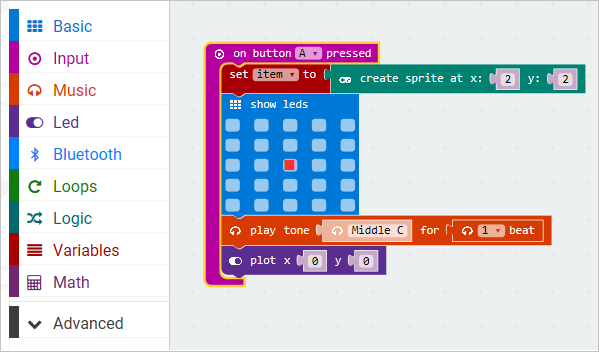 Basic
Input
Music
Led
Bluetooth
Loops
Logic
Variables
Math
Advanced
on button A pressed
set item to create sprite at x: 2 y: 2
show leds
play tone Middle C for 1 beat
plot x 0 y 0